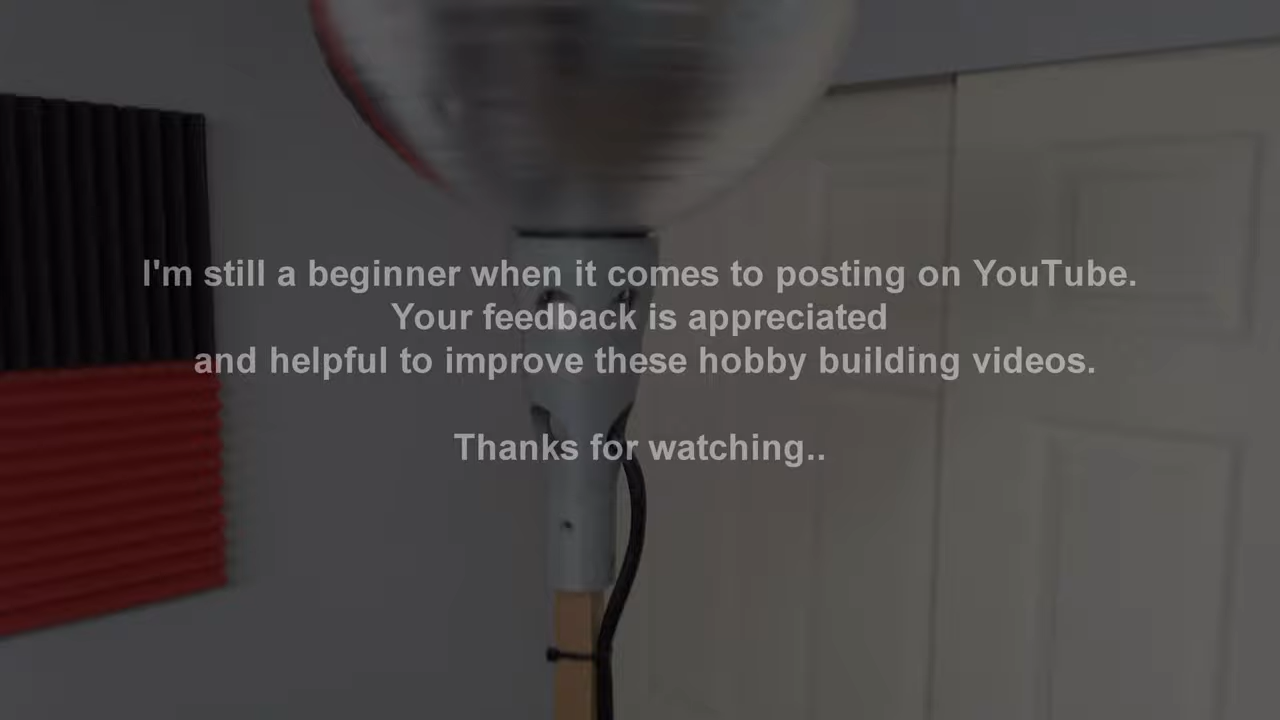 I'm still a beginner when it comes to posting on YouTube.
Your feedback is appreciated
and helpful to improve these hobby building videos.
Thanks for watching..